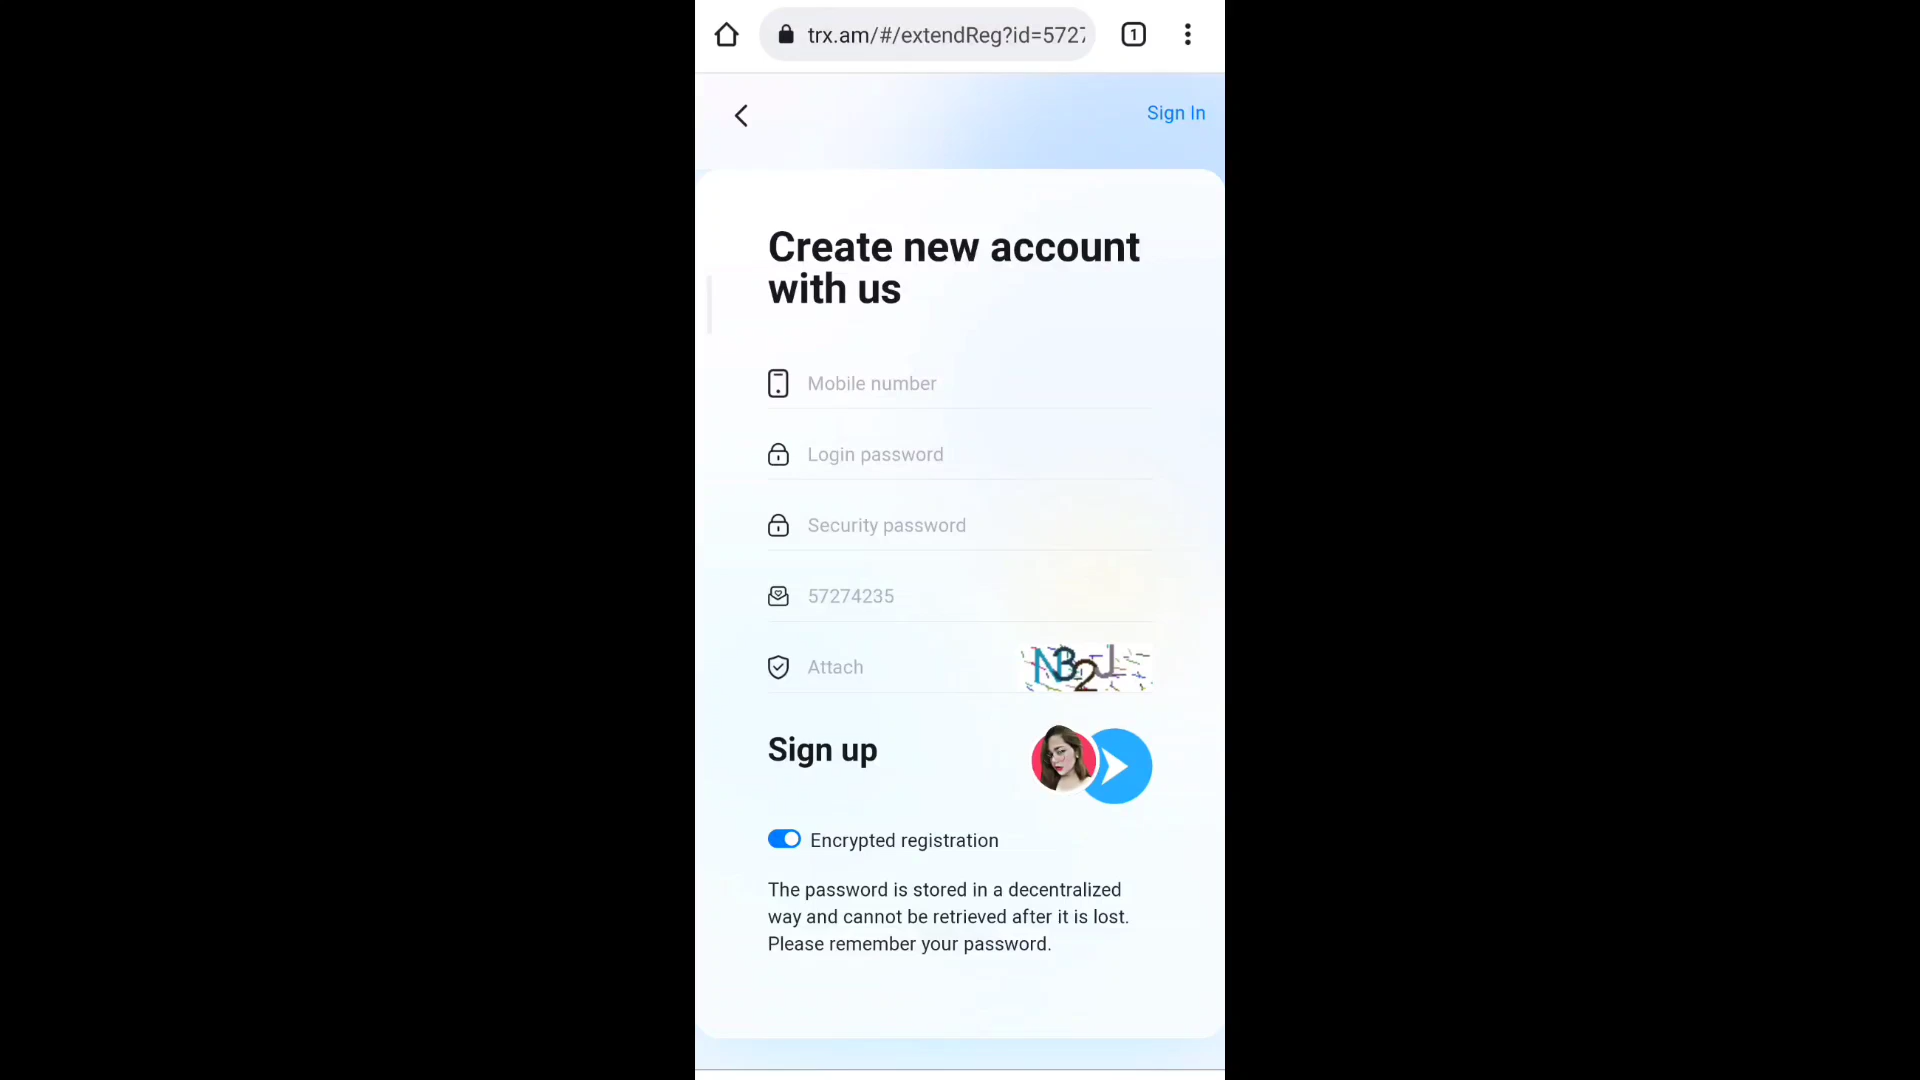 trx.am/#/extendReg?id=5727
1
Sign In
Create new account
with us
Mobile number
Login password
Security password
57274235
Attach
NB2J
Sign up
Encrypted registration
The password is stored in a decentralized
way and cannot be retrieved after it is lost.
Please remember your password.